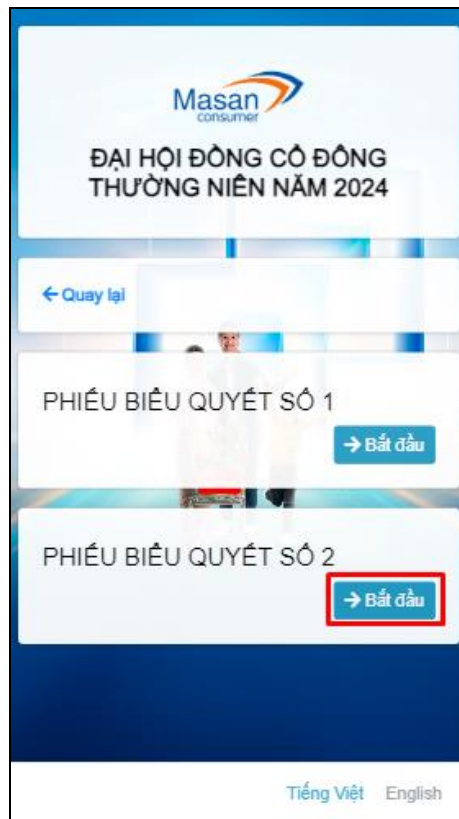 Masan
consumer
ĐẠI HỘI ĐỒNG CỔ ĐÔNG
THƯỜNG NIÊN NĂM 2024
← Quay lại
PHIẾU BIỂU QUYẾT SỐ 1
→ Bắt đầu
PHIẾU BIỂU QUYẾT SỐ 2
→ Bắt đầu
Tiếng Việt English